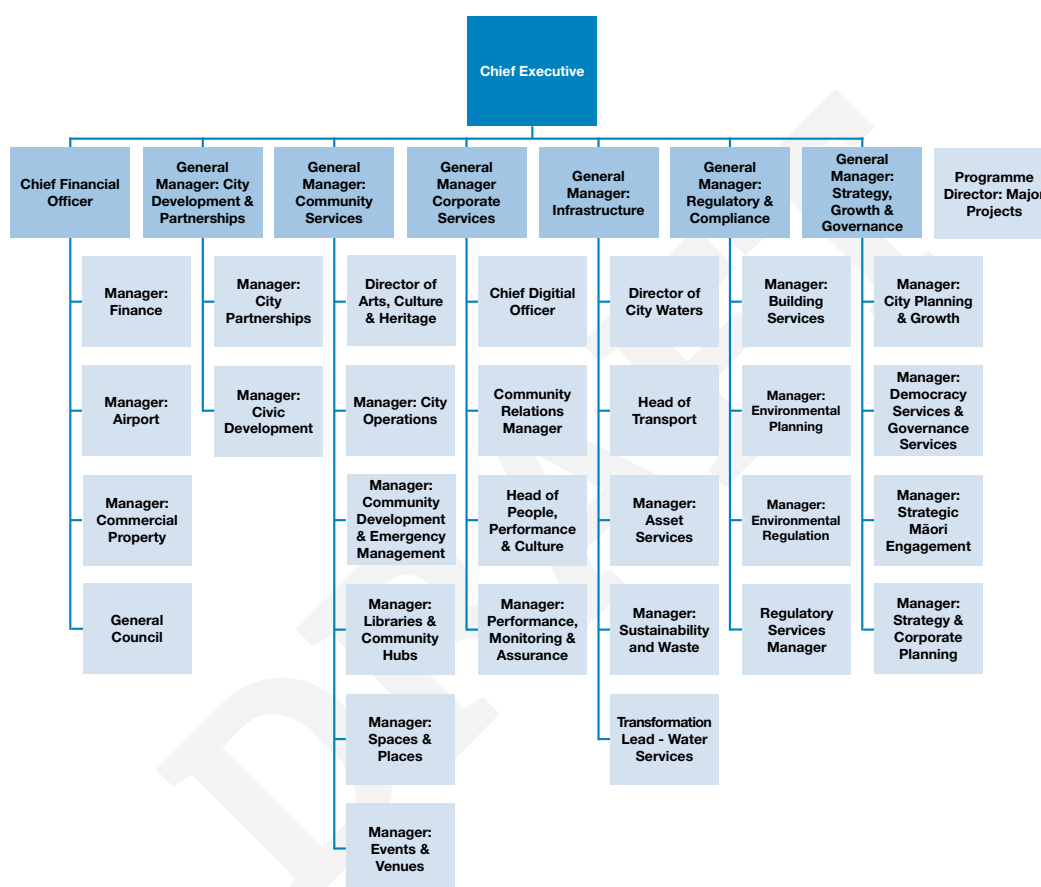 Chief Executive
Chief Financial
Officer
General
Manager: City
Development &
Partnerships
General
Manager:
Community
Services
General
Manager
Corporate
Services
General
Manager:
Infrastructure
General
Manager:
Regulatory &
Compliance
General
Manager:
Strategy,
Growth &
Governance
Programme
Director: Major
Projects
Manager:
Finance
Manager:
Airport
Manager:
Commercial
Property
General
Council
Manager:
City
Partnerships
Manager:
Civic
Development
Director of
Arts, Culture
& Heritage
Manager: City
Operations
Manager:
Community
Development
& Emergency
Management
Manager:
Libraries &
Community
Hubs
Manager:
Spaces &
Places
Manager:
Events &
Venues
Chief Digitial
Officer
Community
Relations
Manager
Head of
People,
Performance
& Culture
Manager:
Performance,
Monitoring &
Assurance
Director of
City Waters
Head of
Transport
Manager:
Asset
Services
Manager:
Sustainability
and Waste
Transformation
Lead - Water
Services
Manager:
Building
Services
Manager:
Environmental
Planning
Manager:
Environmental
Regulation
Regulatory
Services
Manager
Manager:
City Planning
& Growth
Manager:
Democracy
Services &
Governance
Services
Manager:
Strategic
Māori
Engagement
Manager:
Strategy &
Corporate
Planning
DRAFT